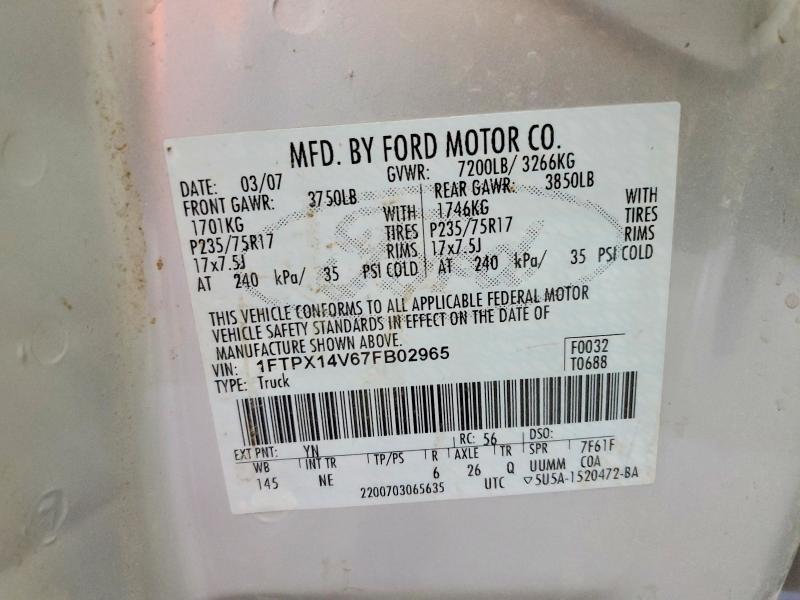 MFD. BY FORD MOTOR CO.
DATE: 03/07 GVWR: 7200LB/ 3266KG
FRONT GAWR: 3750LB REAR GAWR: 3850LB
1701KG WITH 1746KG WITH
P235/75R17 TIRES P235/75R17 TIRES
17x7.5J RIMS 17x7.5J RIMS
AT 240 kPa/ 35 PSI COLD AT 240 kPa/ 35 PSI COLD
Ford
THIS VEHICLE CONFORMS TO ALL APPLICABLE FEDERAL MOTOR
VEHICLE SAFETY STANDARDS IN EFFECT ON THE DATE OF
MANUFACTURE SHOWN ABOVE.
VIN: 1FTPX14V67FB02965 F0032
TYPE: Truck T0688
EXT PNT: YN RC: 56 DSO:
WB INT TR TP/PS R AXLE TR SPR 7F61F
145 NE 6 26 Q UUMM COA
2200703065635 UTC ▽5U5A-1520472-BA